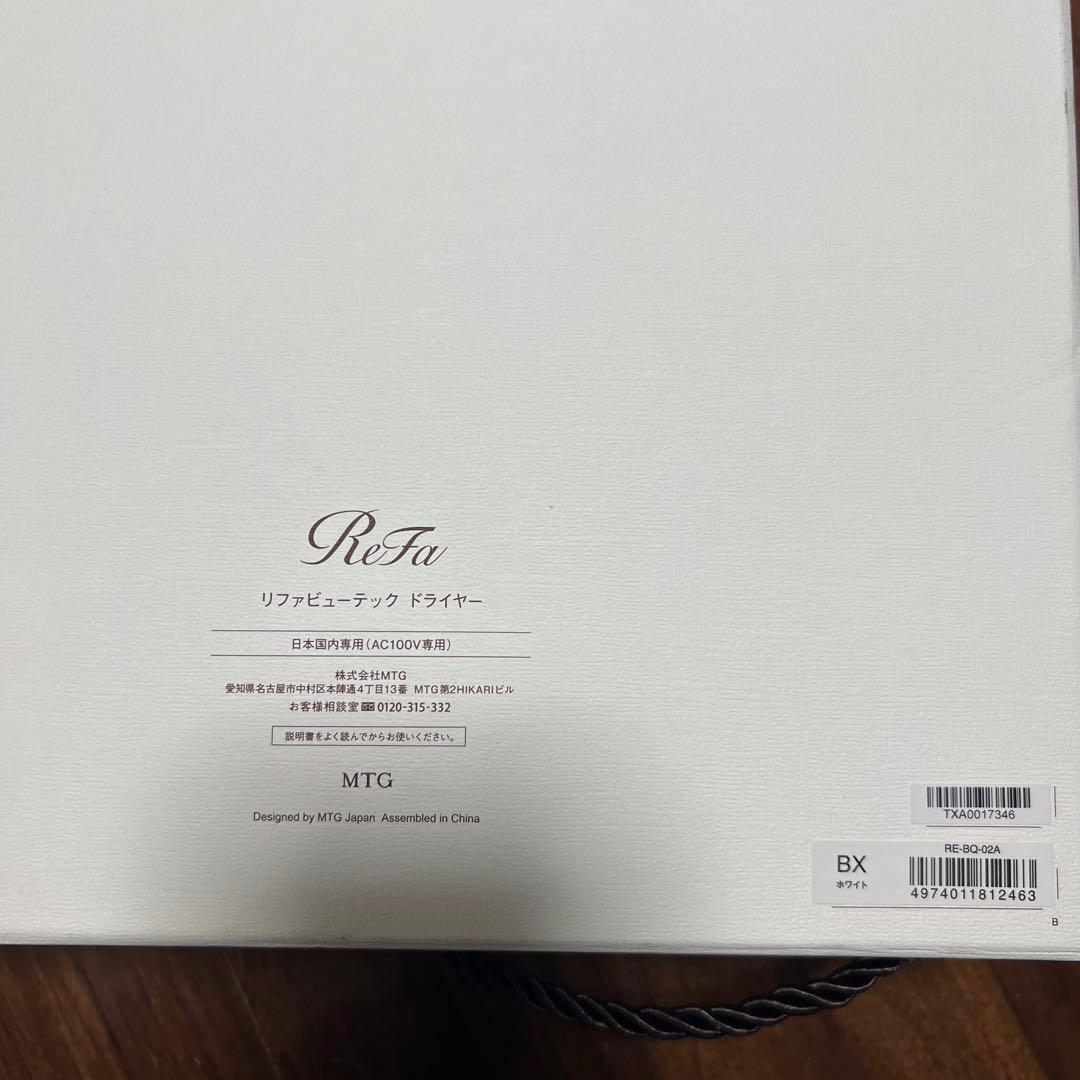 ReFa
リファビューテック ドライヤー
日本国内専用(AC100V専用)
株式会社MTG
愛知県名古屋市中村区本陣通4丁目13番 MTG第2HIKARIビル
お客様相談室 0120-315-332
説明書をよく読んでからお使いください。
MTG
Designed by MTG Japan Assembled in China
TXA0017346
RE-BQ-02A
BX
ホワイト
4974011812463
B